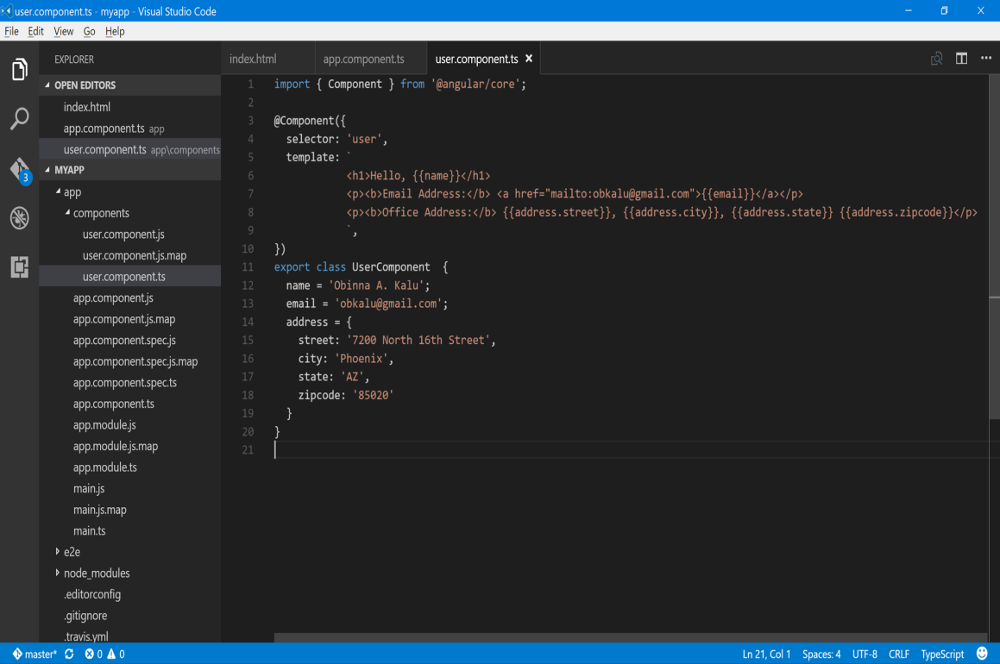 user.component.ts - myapp - Visual Studio Code
File Edit View Go Help
EXPLORER
OPEN EDITORS
index.html
app.component.ts app
user.component.ts app\components
MYAPP
3
app
components
user.component.js
user.component.js.map
user.component.ts
app.component.js
app.component.js.map
app.component.spec.js
app.component.spec.js.map
app.component.spec.ts
app.component.ts
app.module.js
app.module.js.map
app.module.ts
main.js
main.js.map
main.ts
e2e
node_modules
.editorconfig
.gitignore
.travis.yml
index.html app.component.ts user.component.ts
1 import { Component } from '@angular/core';
2
3 @Component({
4 selector: 'user',
5 template: `
6 <h1>Hello, {{name}}</h1>
7 <p><b>Email Address:</b> <a href="mailto:obkalu@gmail.com">{{email}}</a></p>
8 <p><b>Office Address:</b> {{address.street}}, {{address.city}}, {{address.state}} {{address.zipcode}}</p>
9 `,
10 })
11 export class UserComponent {
12 name = 'Obinna A. Kalu';
13 email = 'obkalu@gmail.com';
14 address = {
15 street: '7200 North 16th Street',
16 city: 'Phoenix',
17 state: 'AZ',
18 zipcode: '85020'
19 }
20 }
21
master* 0 0 Ln 21, Col 1 Spaces: 4 UTF-8 CRLF TypeScript